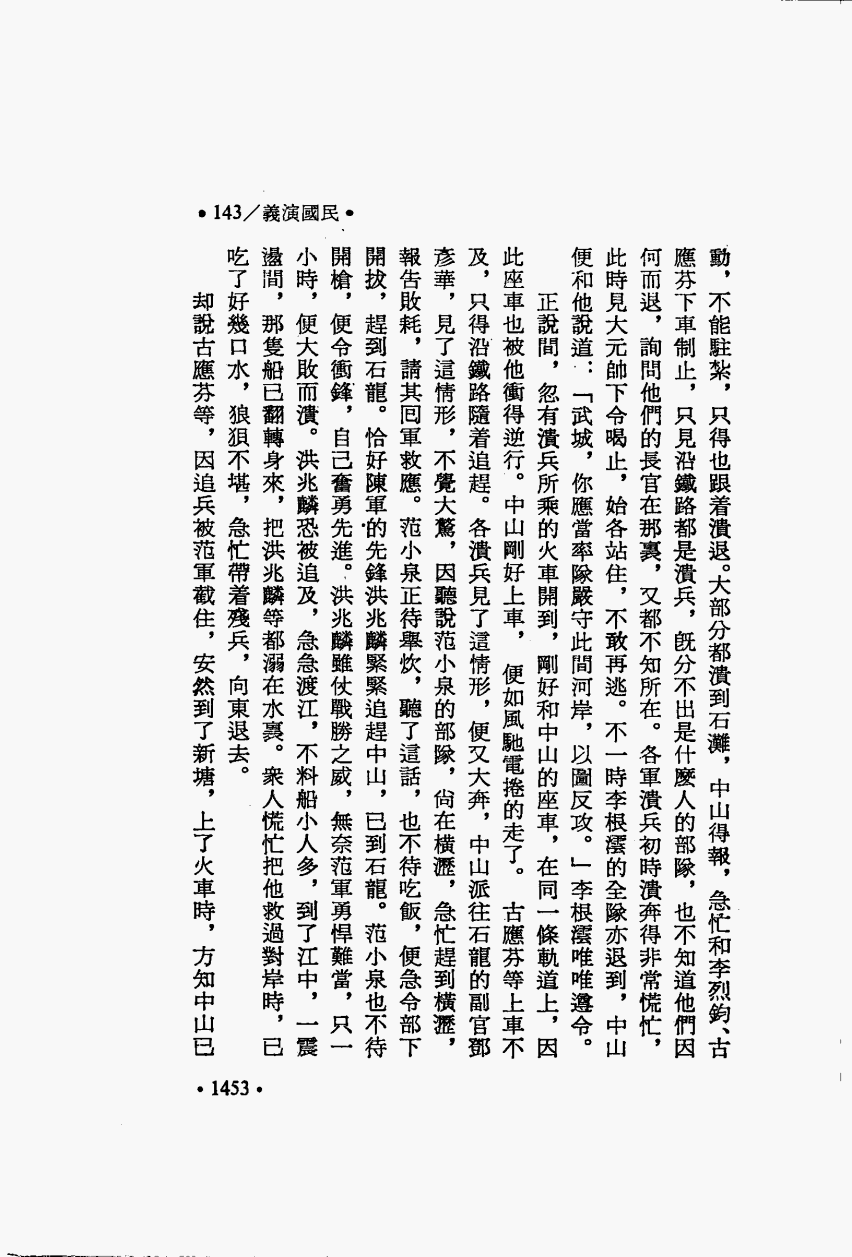 •民國演義/143•
動，不能駐紮，只得也跟着潰退。大部分都潰到石灘，中山得報，急忙和李烈鈞、古
應芬下車制止，只見沿鐵路都是潰兵，旣分不出是什麼人的部隊，也不知道他們因
何而退，詢問他們的長官在那裏，又都不知所在。各軍潰兵初時潰奔得非常慌忙，
此時見大元帥下令喝止，始各站住，不敢再逃。不一時李根澐的全隊亦退到，中山
便和他說道：「武城，你應當率隊嚴守此間河岸，以圖反攻。」李根澐唯唯遵令。
正說間，忽有潰兵所乘的火車開到，剛好和中山的座車，在同一條軌道上，因
此座車也被他衝得逆行。中山剛好上車，便如風馳電捲的走了。古應芬等上車不
及，只得沿鐵路隨着追趕。各潰兵見了這情形，便又大奔，中山派往石龍的副官鄧
彥華，見了這情形，不覺大驚，因聽說范小泉的部隊，尙在橫瀝，急忙趕到橫瀝，
報告敗耗，請其回軍救應。范小泉正待舉炊，聽了這話，也不待吃飯，便急令部下
開拔，趕到石龍。恰好陳軍的先鋒洪兆麟緊緊追趕中山，已到石龍。范小泉也不待
開槍，便令衝鋒，自己奮勇先進。洪兆麟雖仗戰勝之威，無奈范軍勇悍難當，只一
小時，便大敗而潰。洪兆麟恐被追及，急急渡江，不料船小人多，到了江中，一震
盪間，那隻船已翻轉身來，把洪兆麟等都溺在水裏。衆人慌忙把他救過對岸時，已
吃了好幾口水，狼狽不堪，急忙帶着殘兵，向東退去。
却說古應芬等，因追兵被范軍截住，安然到了新塘，上了火車時，方知中山已
•1453•